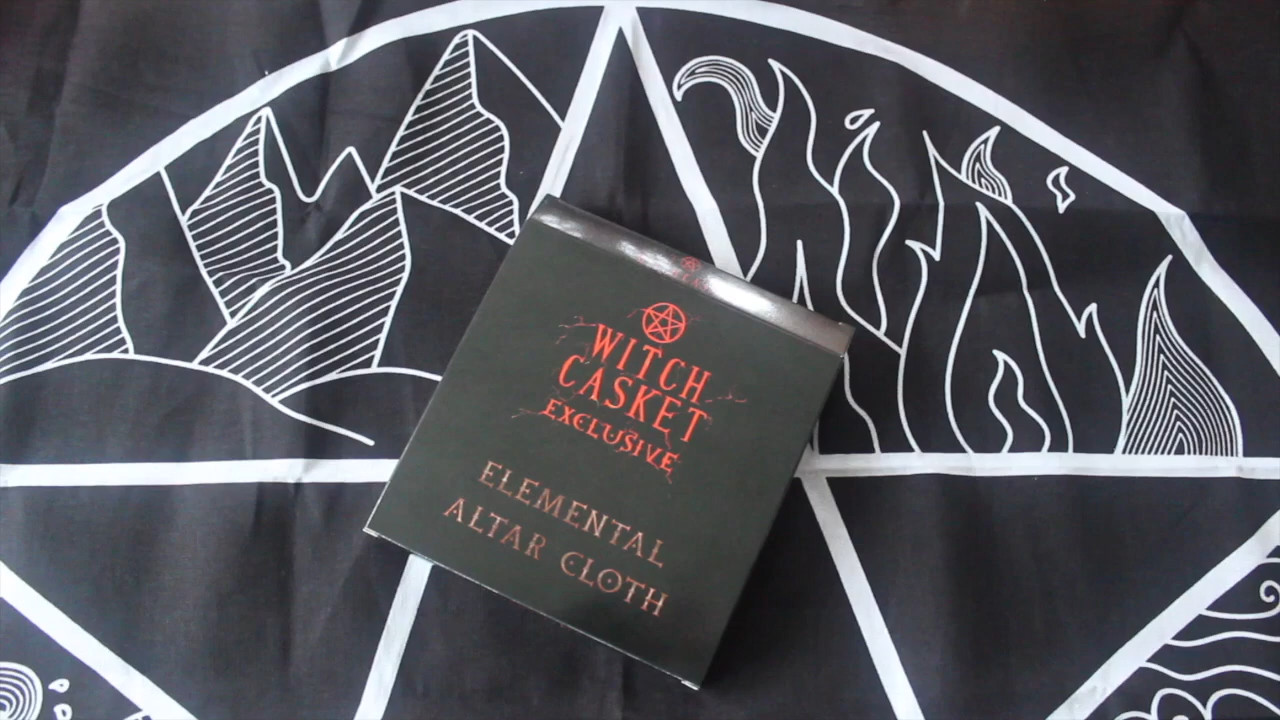 WITCH
CASKET
EXCLUSIVE
ELEMENTAL
ALTAR CLOTH